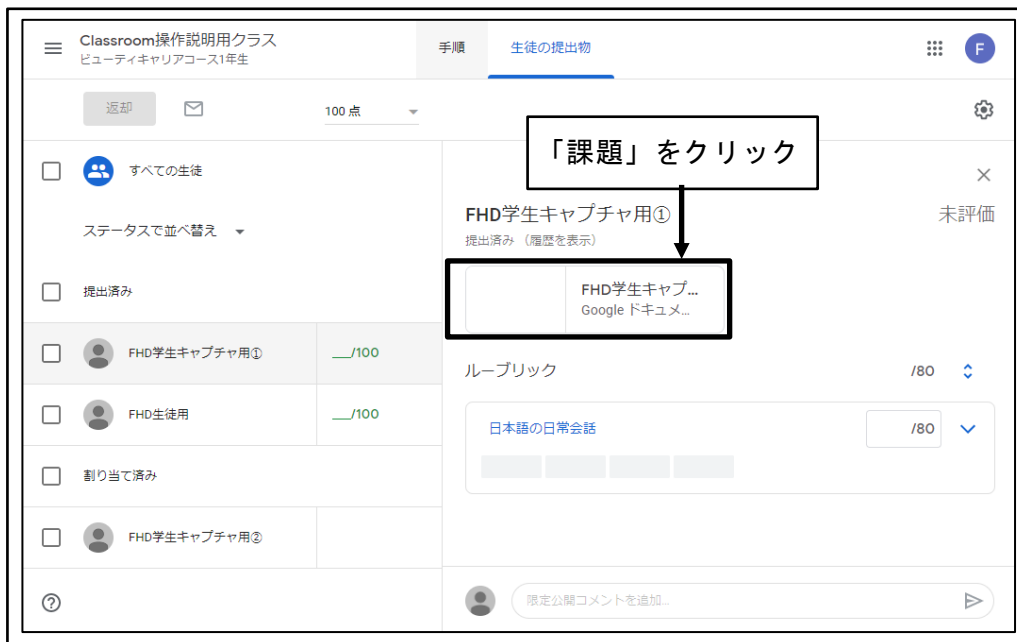 Classroom操作説明用クラス
ビューティキャリアコース1年生
手順
生徒の提出物
F
返却
100 点
「課題」をクリック
すべての生徒
ステータスで並べ替え
提出済み
FHD学生キャプチャ用①
__/100
FHD生徒用
__/100
割り当て済み
FHD学生キャプチャ用②
FHD学生キャプチャ用①
未評価
提出済み (履歴を表示)
FHD学生キャプ...
Google ドキュメ...
ルーブリック
/80
日本語の日常会話
/80
限定公開コメントを追加...